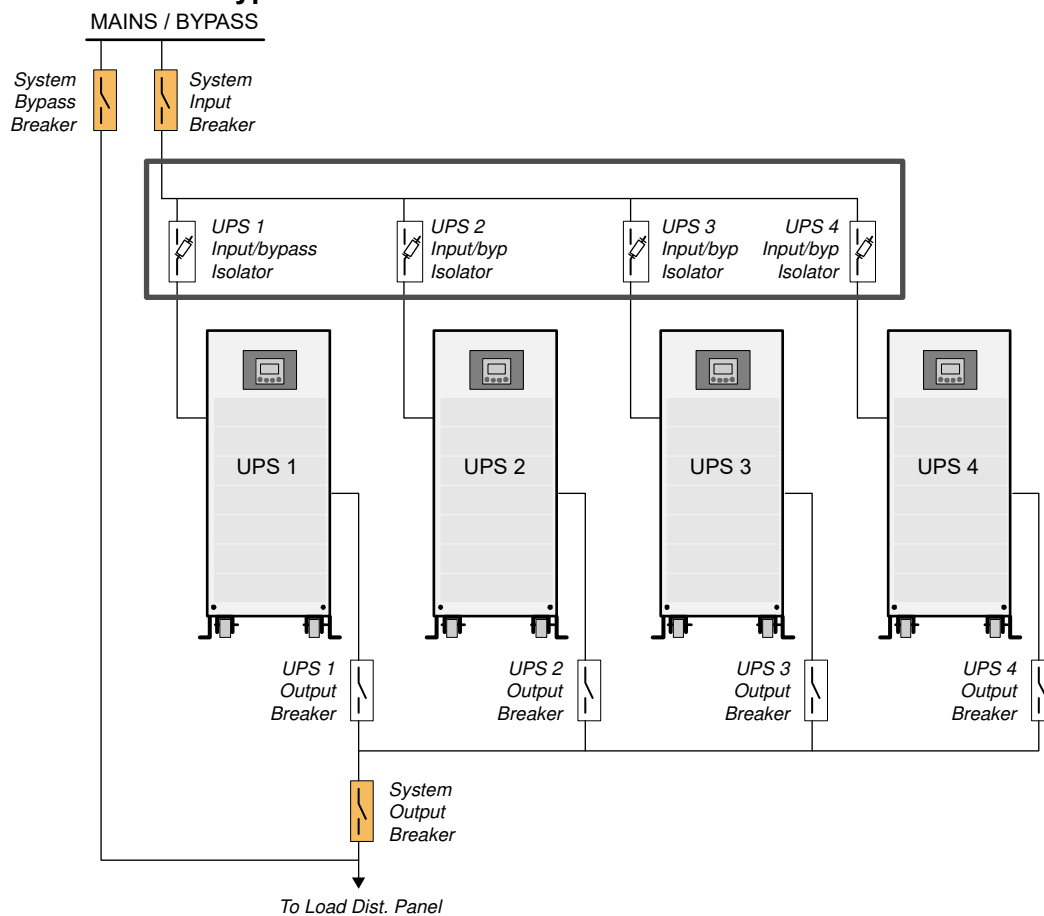 MAINS / BYPASS
System
Bypass
Breaker
System
Input
Breaker
UPS 1
Input/bypass
Isolator
UPS 2
Input/byp
Isolator
UPS 3
Input/byp
Isolator
UPS 4
Input/byp
Isolator
UPS 1
UPS 2
UPS 3
UPS 4
UPS 1
Output
Breaker
UPS 2
Output
Breaker
UPS 3
Output
Breaker
UPS 4
Output
Breaker
System
Output
Breaker
To Load Dist. Panel